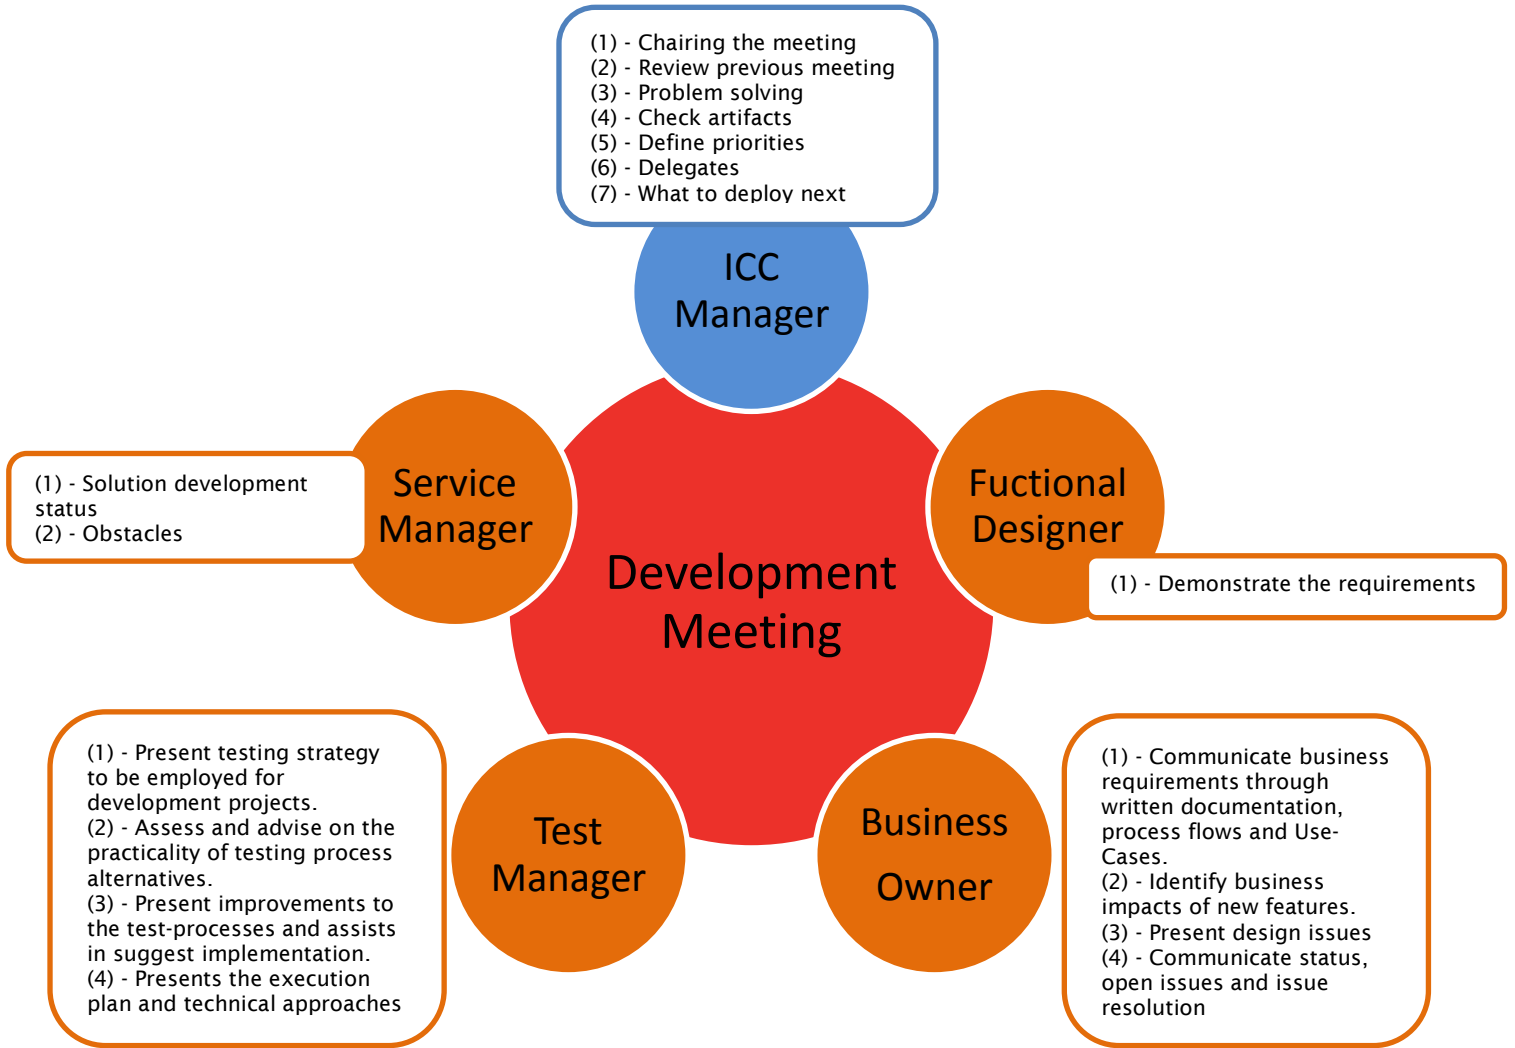 (1) - Chairing the meeting
(2) - Review previous meeting
(3) - Problem solving
(4) - Check artifacts
(5) - Define priorities
(6) - Delegates
(7) - What to deploy next
ICC
Manager
Service
Manager
(1) - Solution development
status
(2) - Obstacles
Fuctional
Designer
(1) - Demonstrate the requirements
Development
Meeting
(1) - Present testing strategy
to be employed for
development projects.
(2) - Assess and advise on the
practicality of testing process
alternatives.
(3) - Present improvements to
the test-processes and assists
in suggest implementation.
(4) - Presents the execution
plan and technical approaches
Test
Manager
Business
Owner
(1) - Communicate business
requirements through
written documentation,
process flows and Use-
Cases.
(2) - Identify business
impacts of new features.
(3) - Present design issues
(4) - Communicate status,
open issues and issue
resolution